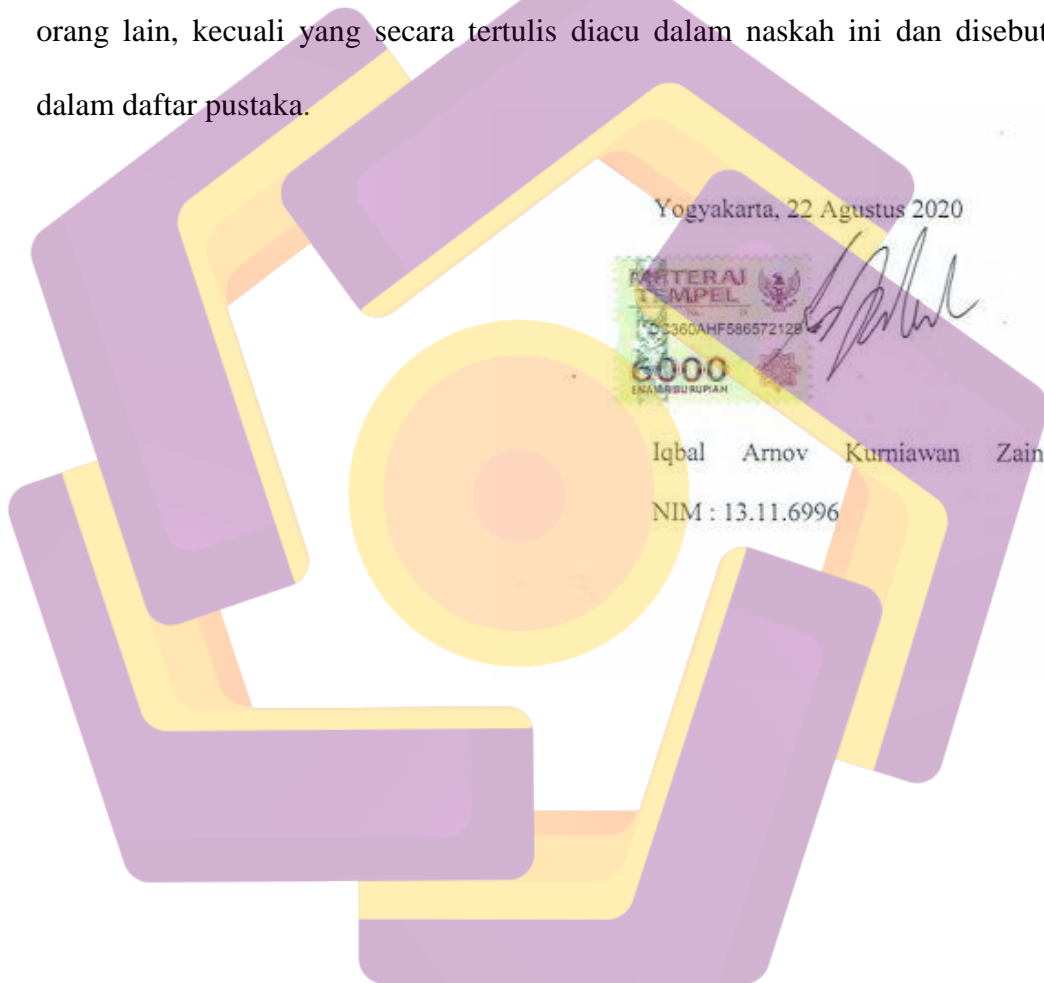 orang lain, kecuali yang secara tertulis diacu dalam naskah ini dan disebut
dalam daftar pustaka.
Yogyakarta, 22 Agustus 2020
METERAI
TEMPEL
6000
ENAM RIBU RUPIAH
Iqbal Arnov Kurniawan Zain
NIM : 13.11.6996